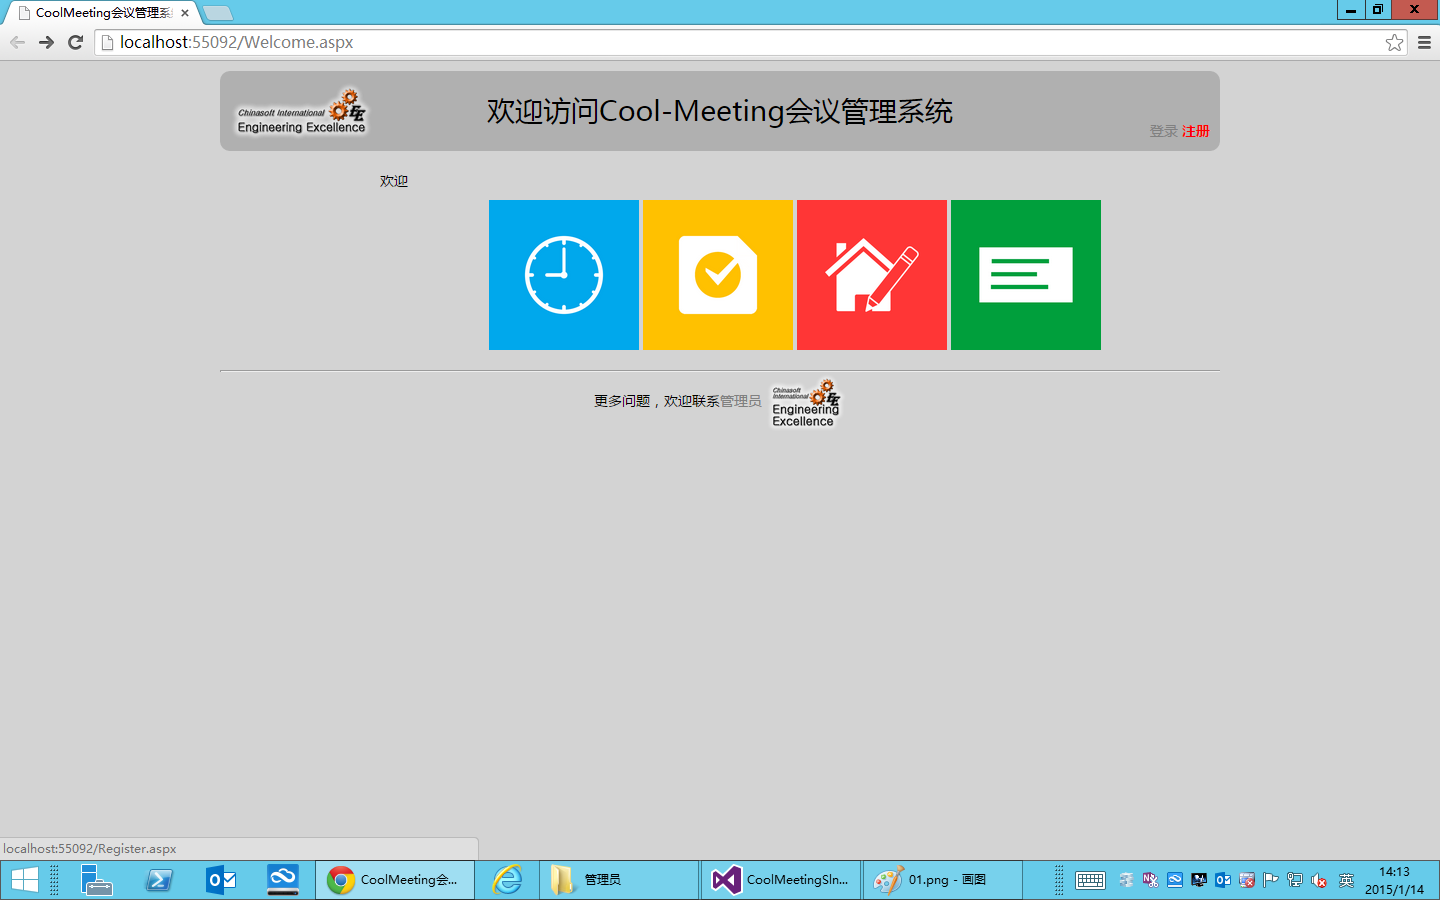 CoolMeeting会议管理系
localhost:55092/Welcome.aspx
Chinasoft International
Engineering Excellence
欢迎访问Cool-Meeting会议管理系统
登录 注册
欢迎
更多问题，欢迎联系管理员
Chinasoft
International
Engineering
Excellence
localhost:55092/Register.aspx
CoolMeeting会...
管理员
CoolMeetingSln...
01.png - 画图
英
14:13
2015/1/14